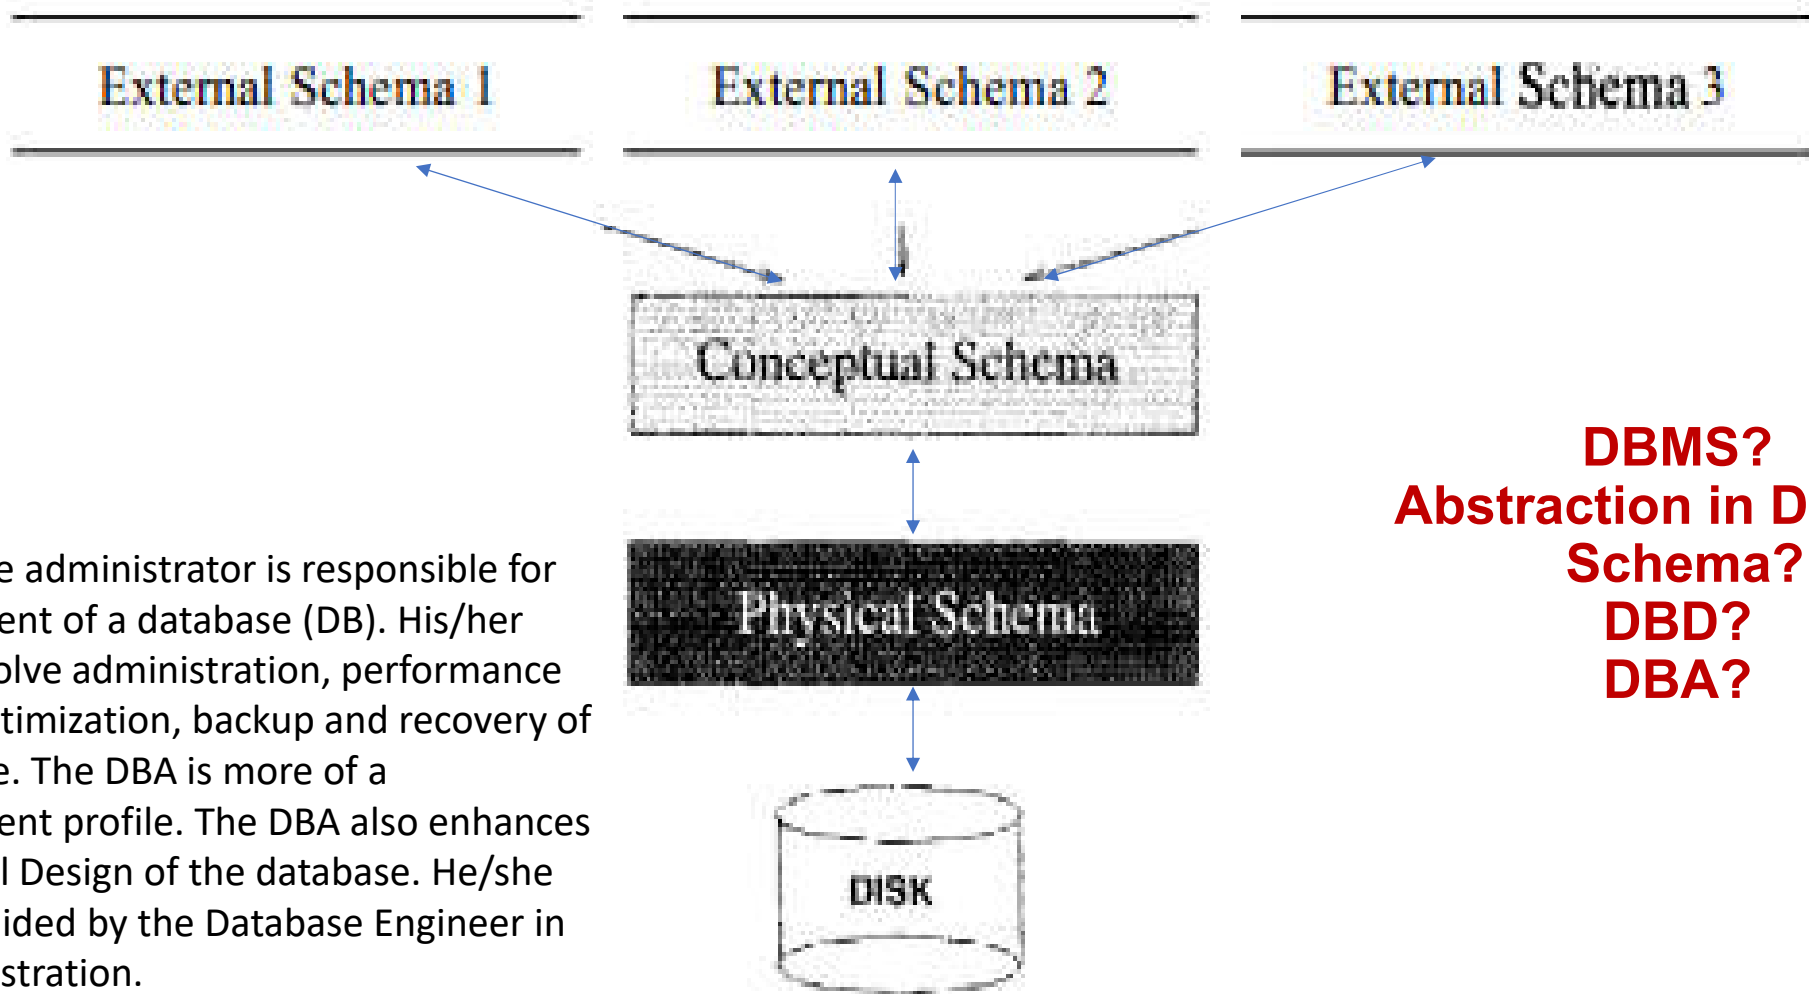 External Schema 1
External Schema 2
External Schema 3
Conceptual Schema
Physical Schema
DISK
e administrator is responsible for
ent of a database (DB). His/her
olve administration, performance
timization, backup and recovery of
e. The DBA is more of a
ent profile. The DBA also enhances
l Design of the database. He/she
ided by the Database Engineer in
stration.
DBMS?
Abstraction in D
Schema?
DBD?
DBA?